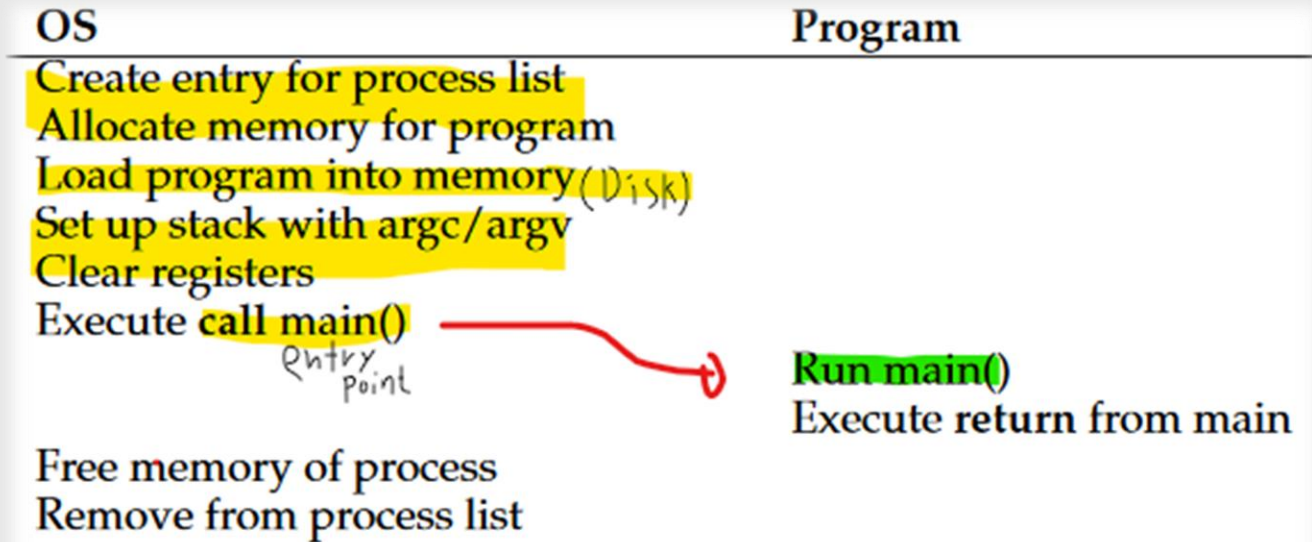 OS Program
Create entry for process list
Allocate memory for program
Load program into memory (Disk)
Set up stack with argc/argv
Clear registers
Execute call main()
entry
point
Run main()
Execute return from main
Free memory of process
Remove from process list